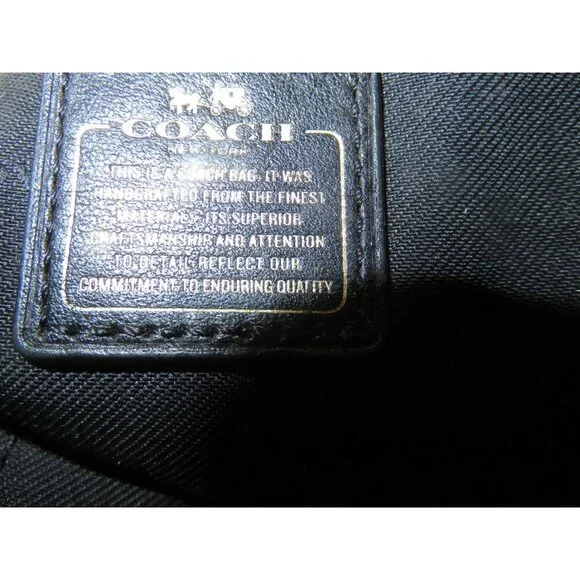 COACH
NEW YORK
THIS IS A COACH BAG. IT WAS
HANDCRAFTED FROM THE FINEST
MATERIALS. ITS SUPERIOR
CRAFTSMANSHIP AND ATTENTION
TO DETAIL REFLECT OUR
COMMITMENT TO ENDURING QUALITY